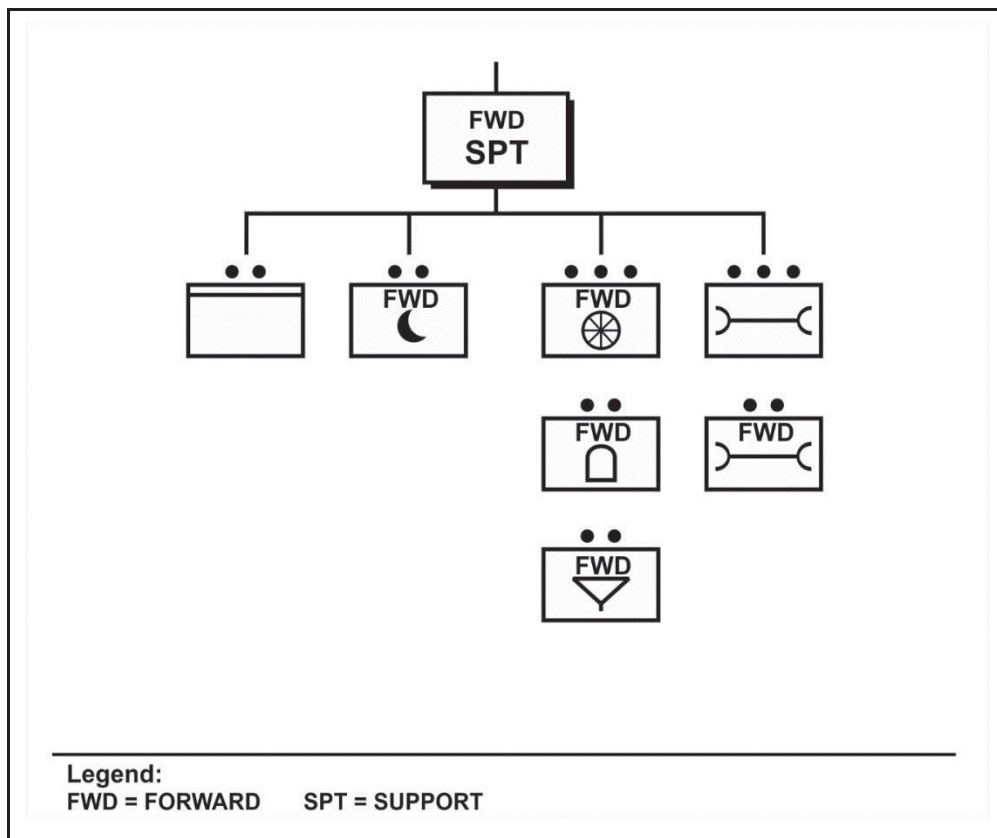 FWD
SPT
FWD
FWD
FWD
FWD
FWD
Legend:
FWD = FORWARD SPT = SUPPORT